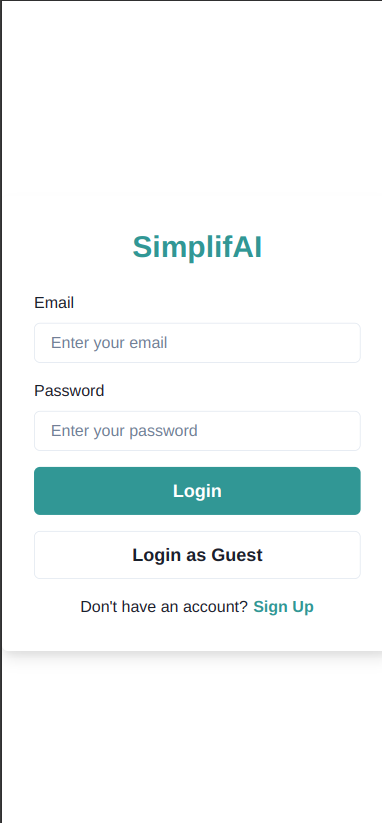 SimplifAI
Email
Enter your email
Password
Enter your password
Login
Login as Guest
Don't have an account? Sign Up